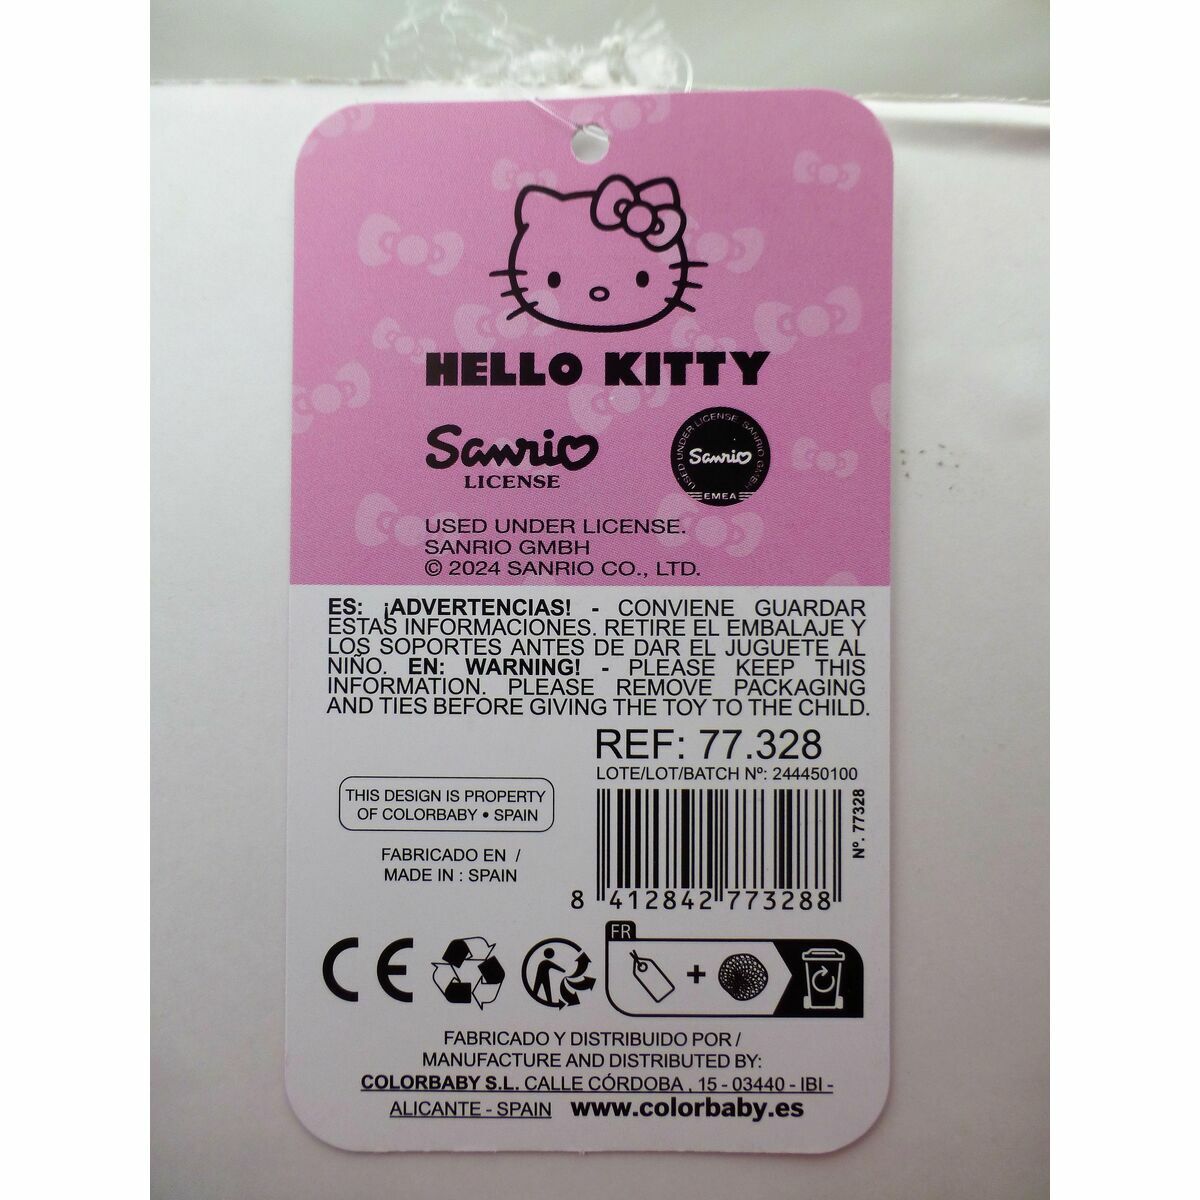 HELLO KITTY
Sanrio
LICENSE
USED UNDER LICENSE. SANRIO GMBH
Sanrio
EMEA
USED UNDER LICENSE.
SANRIO GMBH
© 2024 SANRIO CO., LTD.
ES: ¡ADVERTENCIAS! - CONVIENE GUARDAR
ESTAS INFORMACIONES. RETIRE EL EMBALAJE Y
LOS SOPORTES ANTES DE DAR EL JUGUETE AL
NIÑO. EN: WARNING! - PLEASE KEEP THIS
INFORMATION. PLEASE REMOVE PACKAGING
AND TIES BEFORE GIVING THE TOY TO THE CHILD.
REF: 77.328
LOTE/LOT/BATCH Nº: 244450100
THIS DESIGN IS PROPERTY
OF COLORBABY • SPAIN
FABRICADO EN /
MADE IN : SPAIN
Nº. 77328
8 412842 773288
CE
FR
FABRICADO Y DISTRIBUIDO POR /
MANUFACTURE AND DISTRIBUTED BY:
COLORBABY S.L. CALLE CÓRDOBA , 15 - 03440 - IBI -
ALICANTE - SPAIN www.colorbaby.es